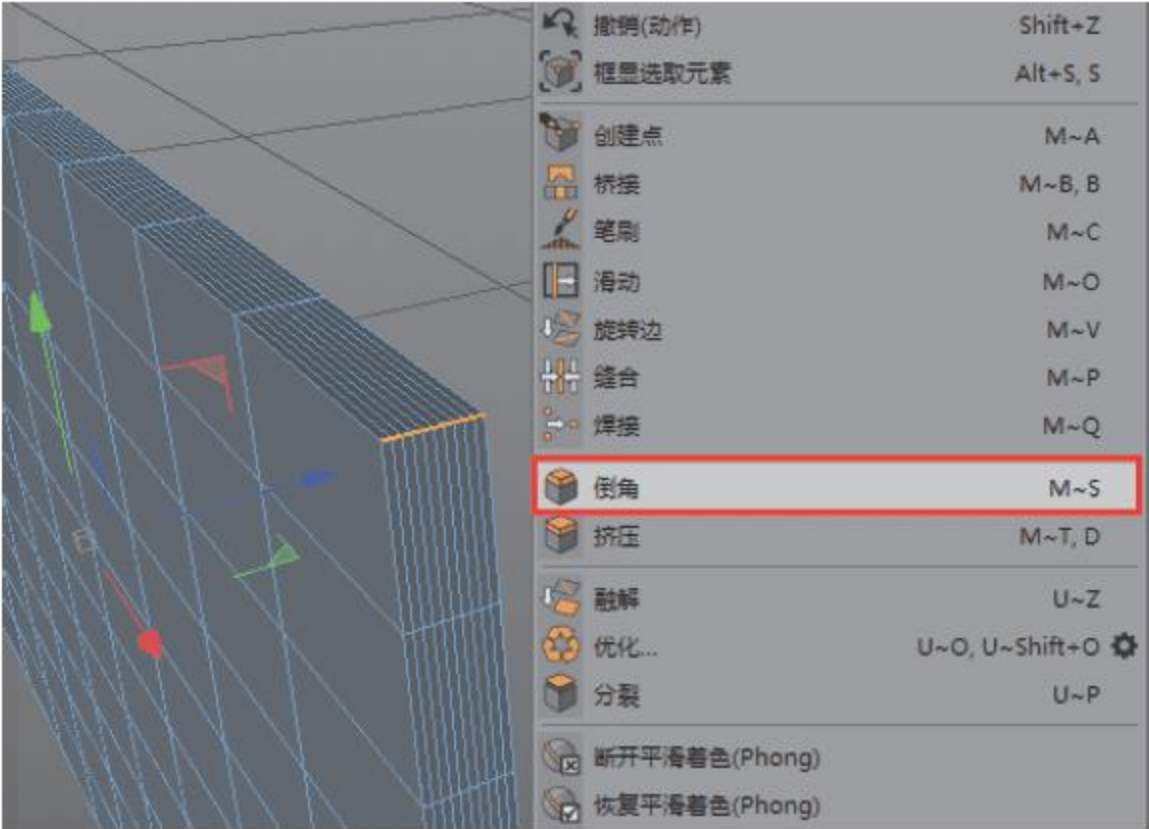 撤销(动作) Shift+Z
框显选取元素 Alt+S, S
创建点 M~A
桥接 M~B, B
笔刷 M~C
滑动 M~O
旋转边 M~V
缝合 M~P
焊接 M~Q
倒角 M~S
挤压 M~T, D
融解 U~Z
优化... U~O, U~Shift+O
分裂 U~P
断开平滑着色(Phong)
恢复平滑着色(Phong)